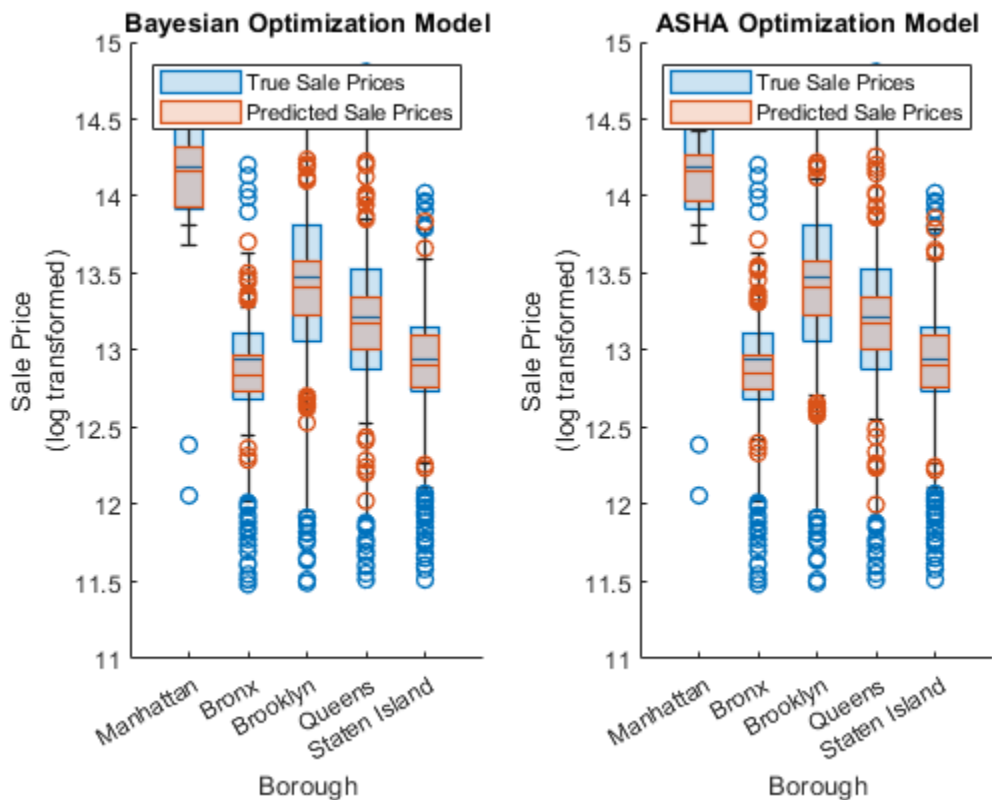 Bayesian Optimization Model
True Sale Prices
Predicted Sale Prices
15
14.5
14
13.5
13
12.5
12
11.5
11
Sale Price
(log transformed)
Manhattan
Bronx
Brooklyn
Queens
Staten Island
Borough
ASHA Optimization Model
True Sale Prices
Predicted Sale Prices
15
14.5
14
13.5
13
12.5
12
11.5
11
Sale Price
(log transformed)
Manhattan
Bronx
Brooklyn
Queens
Staten Island
Borough